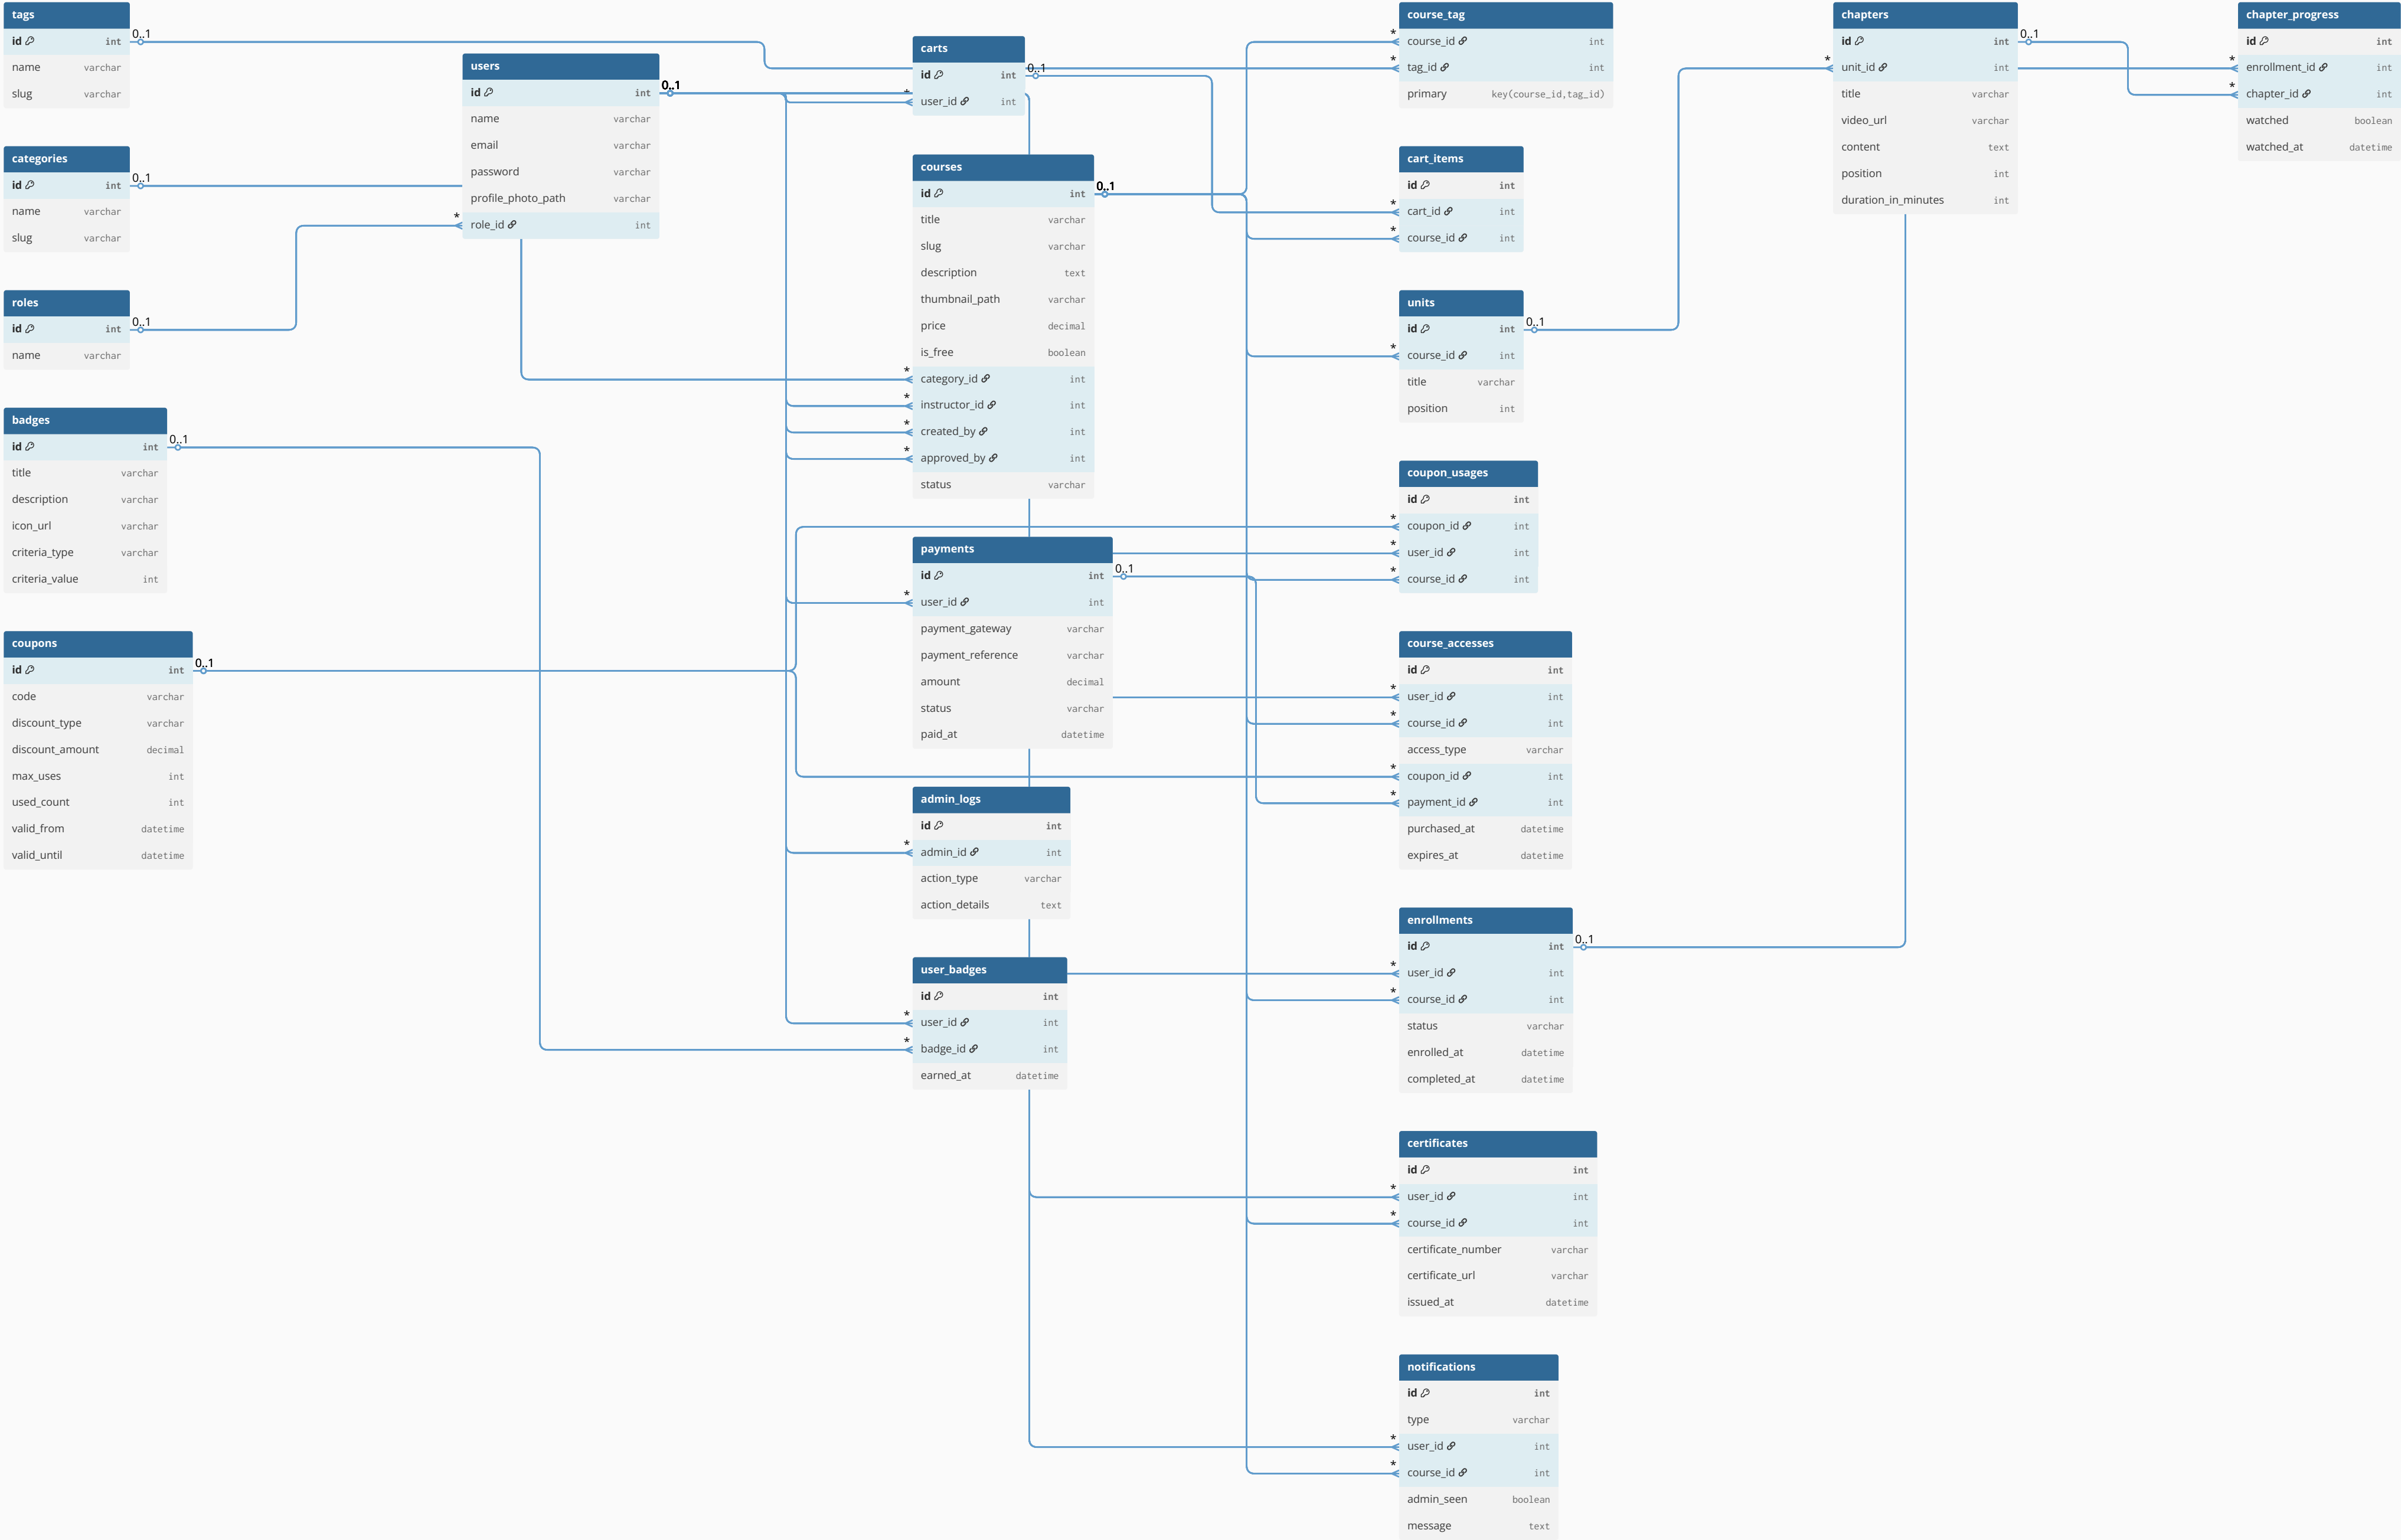 tags
id int
name varchar
slug varchar
0..1
categories
id int
name varchar
slug varchar
0..1
roles
id int
name varchar
0..1
badges
id int
title varchar
description varchar
icon_url varchar
criteria_type varchar
criteria_value int
0..1
coupons
id int
code varchar
discount_type varchar
discount_amount decimal
max_uses int
used_count int
valid_from datetime
valid_until datetime
0..1
users
id int
name varchar
email varchar
password varchar
profile_photo_path varchar
* role_id int
0..1
carts
id int
* user_id int
0..1
courses
id int
title varchar
slug varchar
description text
thumbnail_path varchar
price decimal
is_free boolean
* category_id int
* instructor_id int
* created_by int
* approved_by int
status varchar
0..1
payments
id int
* user_id int
payment_gateway varchar
payment_reference varchar
amount decimal
status varchar
paid_at datetime
0..1
admin_logs
id int
* admin_id int
action_type varchar
action_details text
user_badges
id int
* user_id int
* badge_id int
earned_at datetime
course_tag
* course_id int
* tag_id int
primary key(course_id,tag_id)
cart_items
id int
* cart_id int
* course_id int
units
id int
* course_id int
title varchar
position int
0..1
coupon_usages
id int
* coupon_id int
* user_id int
* course_id int
course_accesses
id int
* user_id int
* course_id int
access_type varchar
* coupon_id int
* payment_id int
purchased_at datetime
expires_at datetime
enrollments
id int
* user_id int
* course_id int
status varchar
enrolled_at datetime
completed_at datetime
0..1
certificates
id int
* user_id int
* course_id int
certificate_number varchar
certificate_url varchar
issued_at datetime
notifications
id int
type varchar
* user_id int
* course_id int
admin_seen boolean
message text
chapters
id int
* unit_id int
title varchar
video_url varchar
content text
position int
duration_in_minutes int
0..1
chapter_progress
id int
* enrollment_id int
* chapter_id int
watched boolean
watched_at datetime